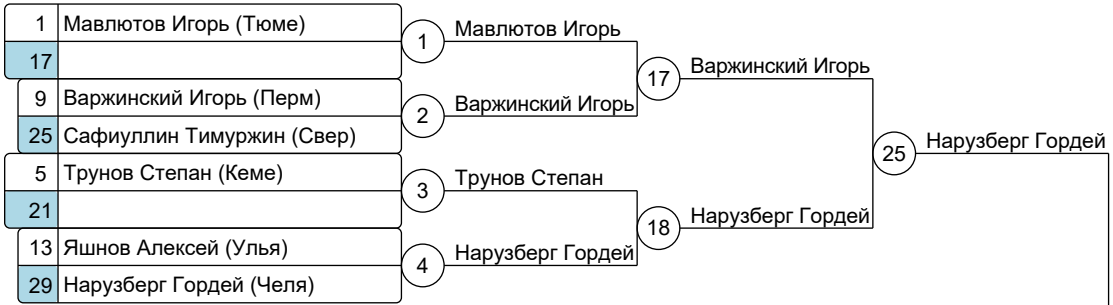 1 Мавлютов Игорь (Тюме)
17
9 Варжинский Игорь (Перм)
25 Сафиуллин Тимуржин (Свер)
5 Трунов Степан (Кеме)
21
13 Яшнов Алексей (Улья)
29 Нарузберг Гордей (Челя)
1 Мавлютов Игорь
2 Варжинский Игорь
3 Трунов Степан
4 Нарузберг Гордей
17 Варжинский Игорь
18 Нарузберг Гордей
25 Нарузберг Гордей